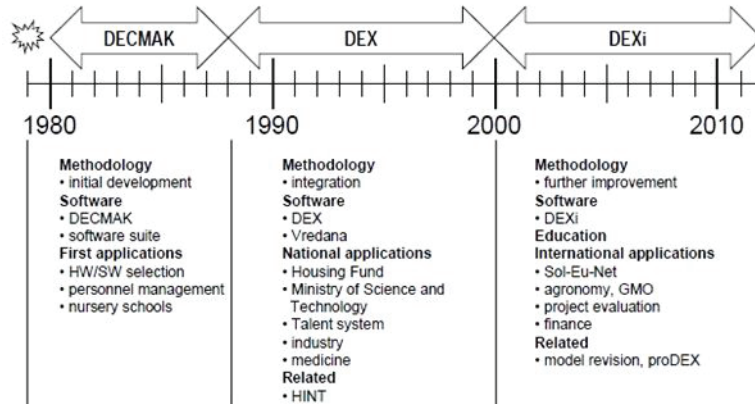 DECMAK
DEX
DEXi
1980
1990
2000
2010
Methodology
• initial development
Software
• DECMAK
• software suite
First applications
• HW/SW selection
• personnel management
• nursery schools
Methodology
• integration
Software
• DEX
• Vredana
National applications
• Housing Fund
• Ministry of Science and
Technology
• Talent system
• industry
• medicine
Related
• HINT
Methodology
• further improvement
Software
• DEXi
Education
International applications
• Sol-Eu-Net
• agronomy, GMO
• project evaluation
• finance
Related
• model revision, proDEX